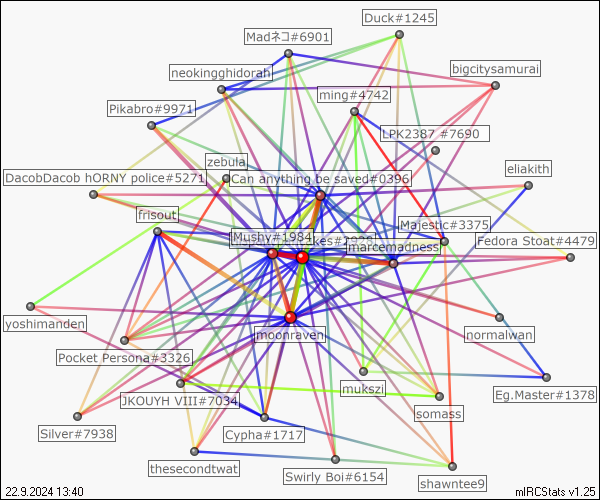 Duck#1245
Madネコ#6901
bigcitysamurai
neokingghidorah
ming#4742
Pikabro#9971
LPK2387 #7690
zebula
eliakith
DacobDacob hORNY police#5271
Can anything be saved#0396
frisout
Majestic#3375
Mushy#1984
marcemadness
Fedora Stoat#4479
yoshimanden
moonraven
normalwan
Pocket Persona#3326
mukszi
Eg.Master#1378
JKOUYH VIII#7034
somass
Silver#7938
Cypha#1717
thesecondtwat
Swirly Boi#6154
shawntee9
22.9.2024 13:40
mIRCStats v1.25